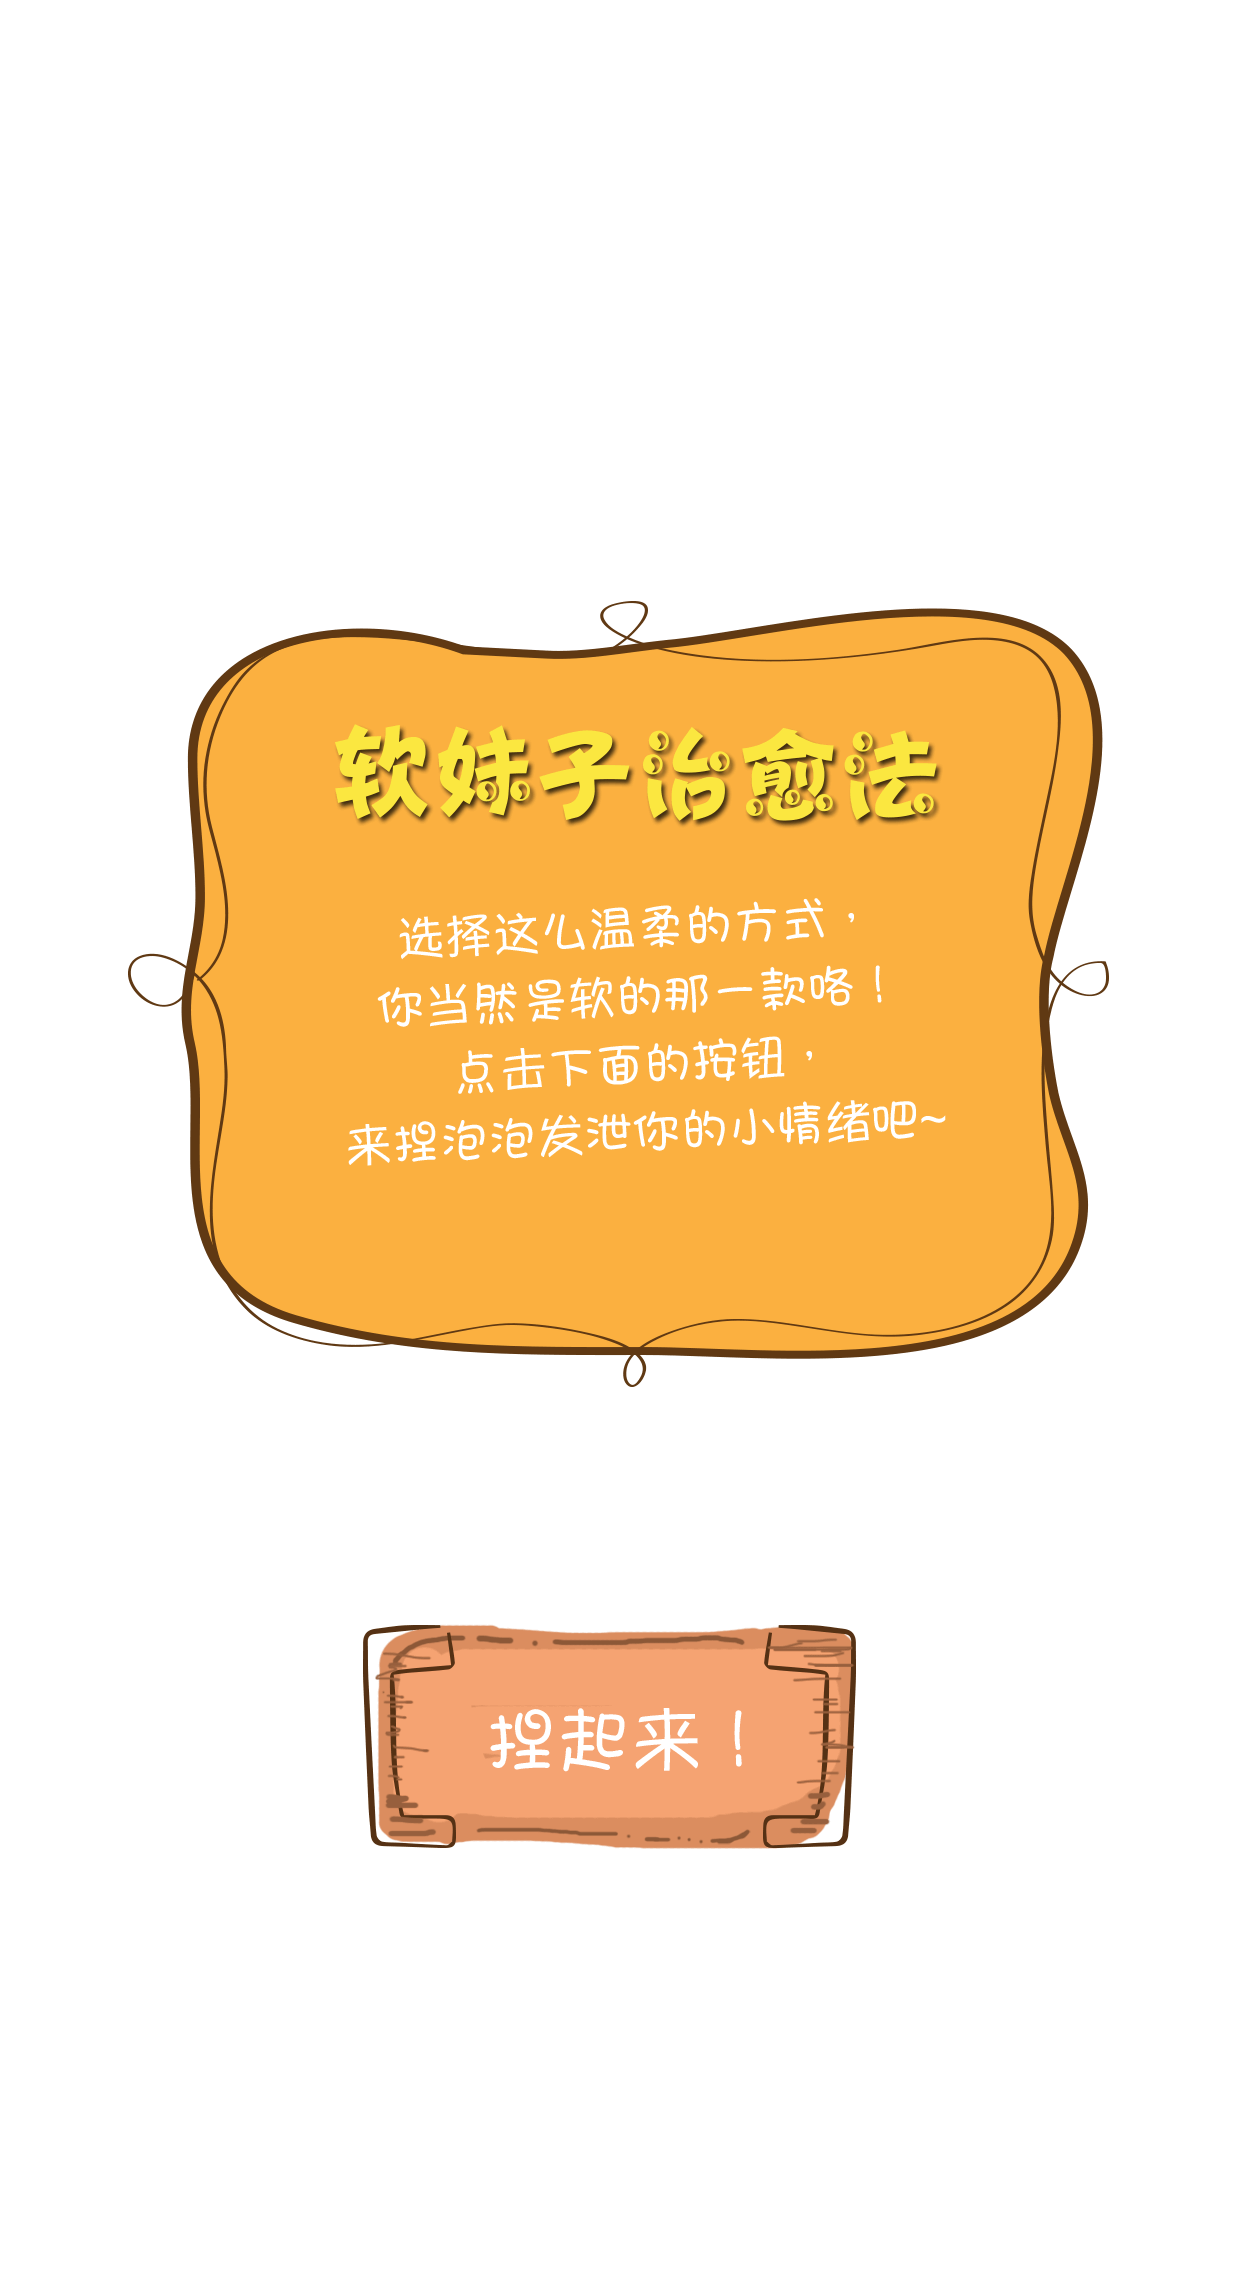 软妹子治愈法
选择这么温柔的方式，
你当然是软的那一款咯！
点击下面的按钮，
来捏泡泡发泄你的小情绪吧~
捏起来！